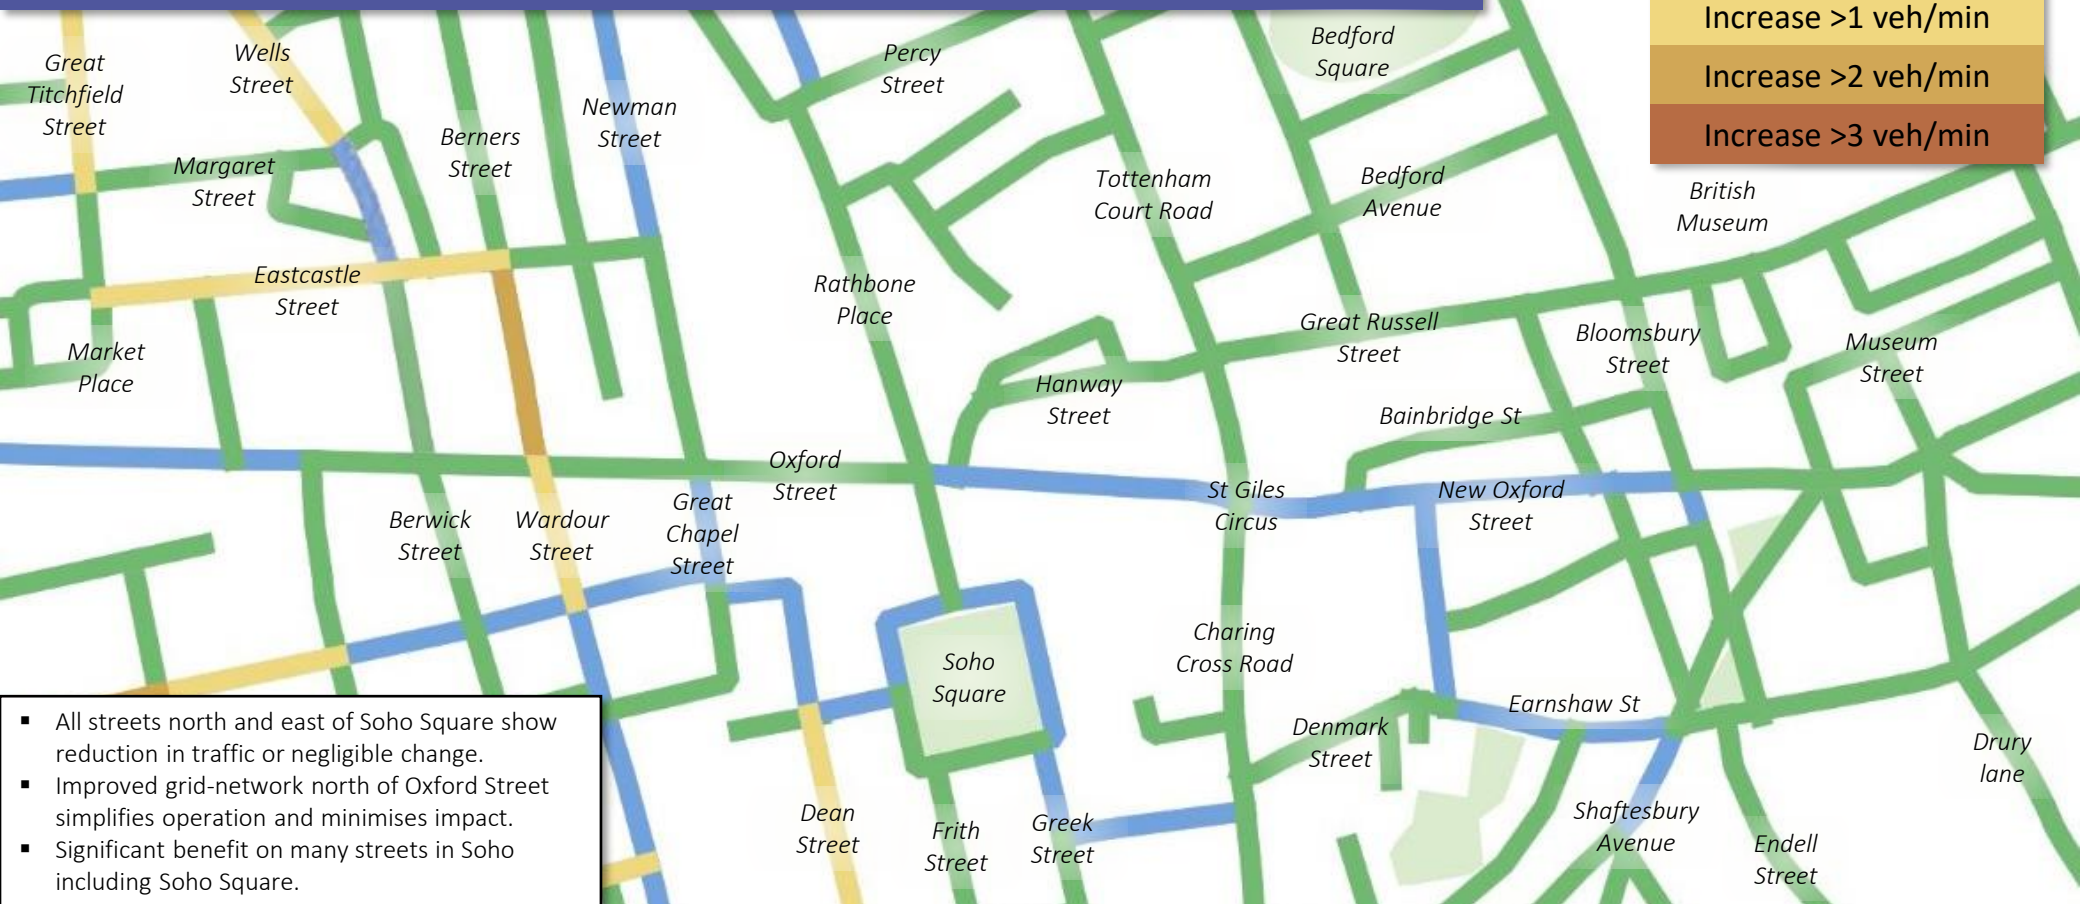 Increase >1 veh/min
Increase >2 veh/min
Increase >3 veh/min
Great
Titchfield
Street
Wells
Street
Margaret
Street
Berners
Street
Newman
Street
Percy
Street
Bedford
Square
Tottenham
Court Road
Bedford
Avenue
British
Museum
Eastcastle
Street
Market
Place
Rathbone
Place
Great Russell
Street
Bloomsbury
Street
Museum
Street
Hanway
Street
Bainbridge St
Oxford
Street
St Giles
Circus
New Oxford
Street
Berwick
Street
Wardour
Street
Great
Chapel
Street
Soho
Square
Charing
Cross Road
Denmark
Street
Earnshaw St
Drury
lane
Dean
Street
Frith
Street
Greek
Street
Shaftesbury
Avenue
Endell
Street
▪ All streets north and east of Soho Square show
reduction in traffic or negligible change.
▪ Improved grid-network north of Oxford Street
simplifies operation and minimises impact.
▪ Significant benefit on many streets in Soho
including Soho Square.